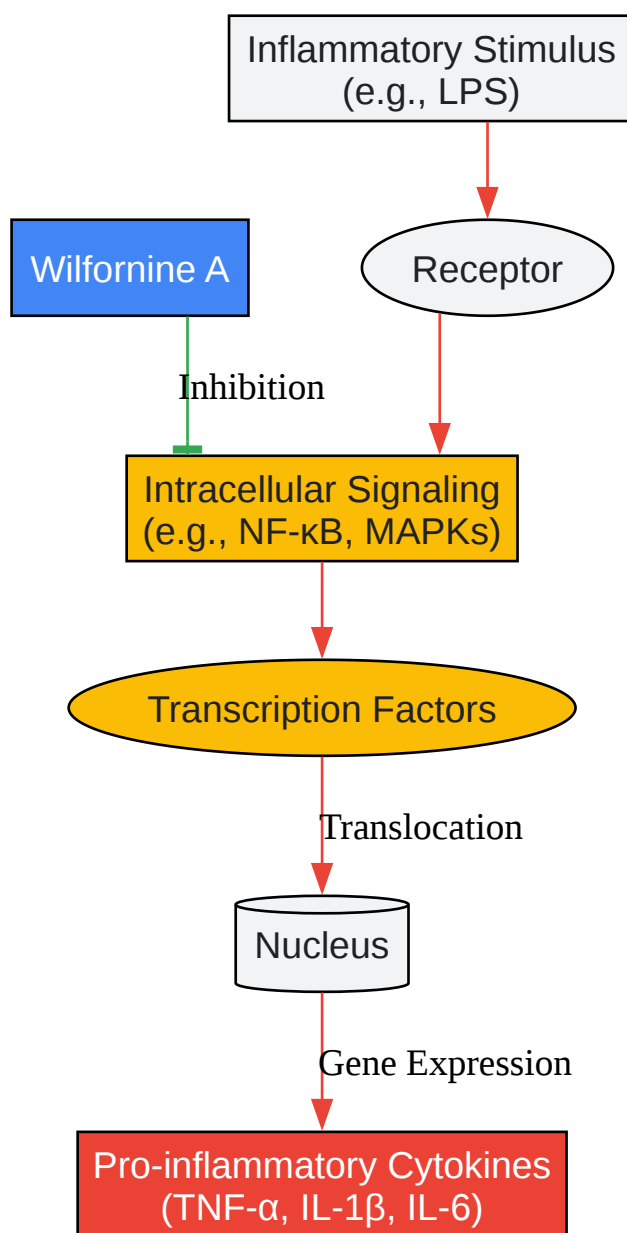 Inflammatory Stimulus
(e.g., LPS)
Wilfornine A
Receptor
Inhibition
Intracellular Signaling
(e.g., NF-κB, MAPKs)
Transcription Factors
Translocation
Nucleus
Gene Expression
Pro-inflammatory Cytokines
(TNF-α, IL-1β, IL-6)